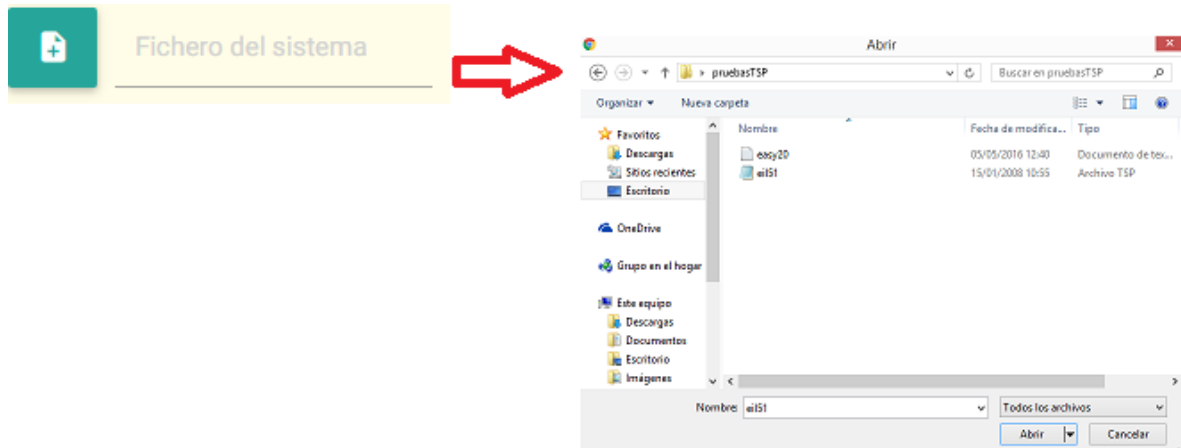 Fichero del sistema
Abrir
pruebasTSP
Buscar en pruebasTSP
Organizar
Nueva carpeta
Nombre
Fecha de modifica...
Tipo
Favoritos
Descargas
Sitios recientes
Escritorio
OneDrive
Grupo en el hogar
Este equipo
Descargas
Documentos
Escritorio
Imágenes
easy20
05/05/2016 12:40
Documento de tex...
eil51
15/01/2008 10:55
Archivo TSP
Nombre:
eil51
Todos los archivos
Abrir
Cancelar